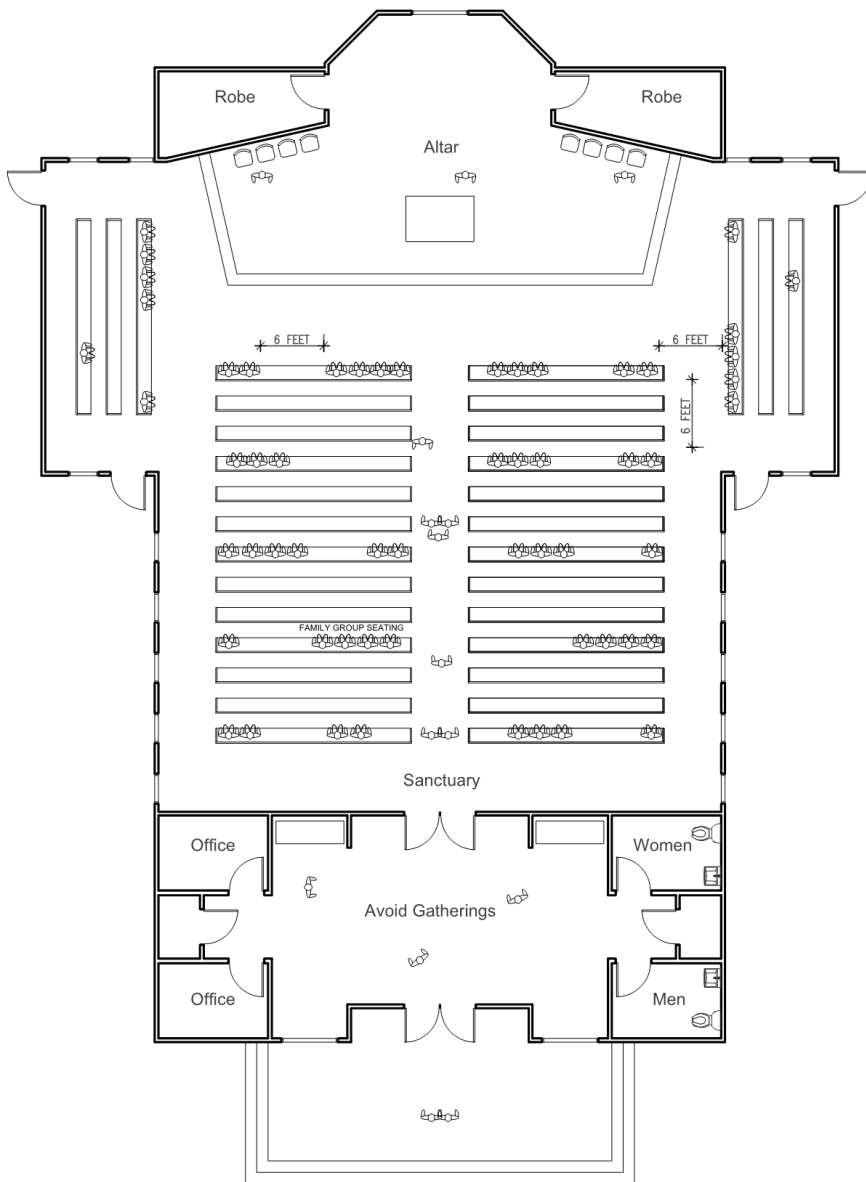 Robe
Robe
Altar
6 FEET
6 FEET
6 FEET
FAMILY GROUP SEATING
Sanctuary
Office
Women
Avoid Gatherings
Office
Men